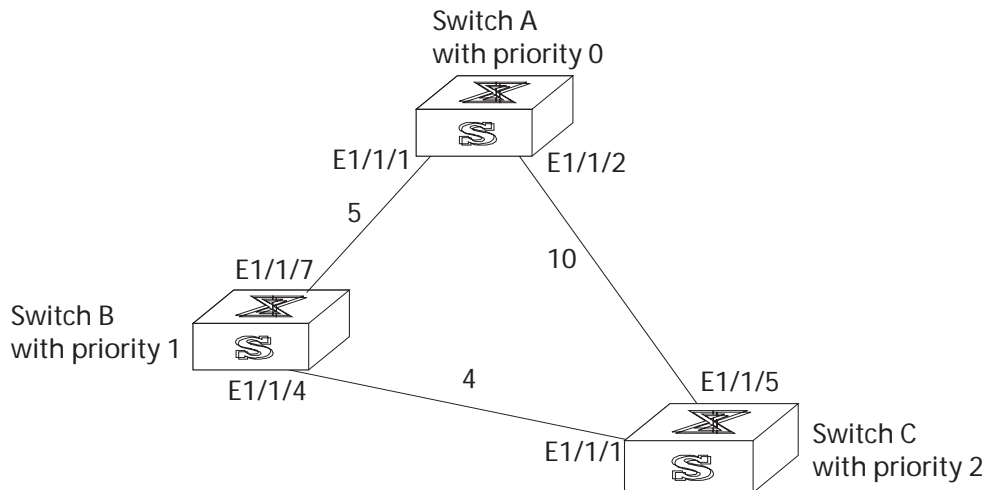 Switch A
with priority 0
S
E1/1/1
E1/1/2
5
10
E1/1/7
Switch B
with priority 1
S
E1/1/4
4
E1/1/5
E1/1/1
Switch C
with priority 2
S